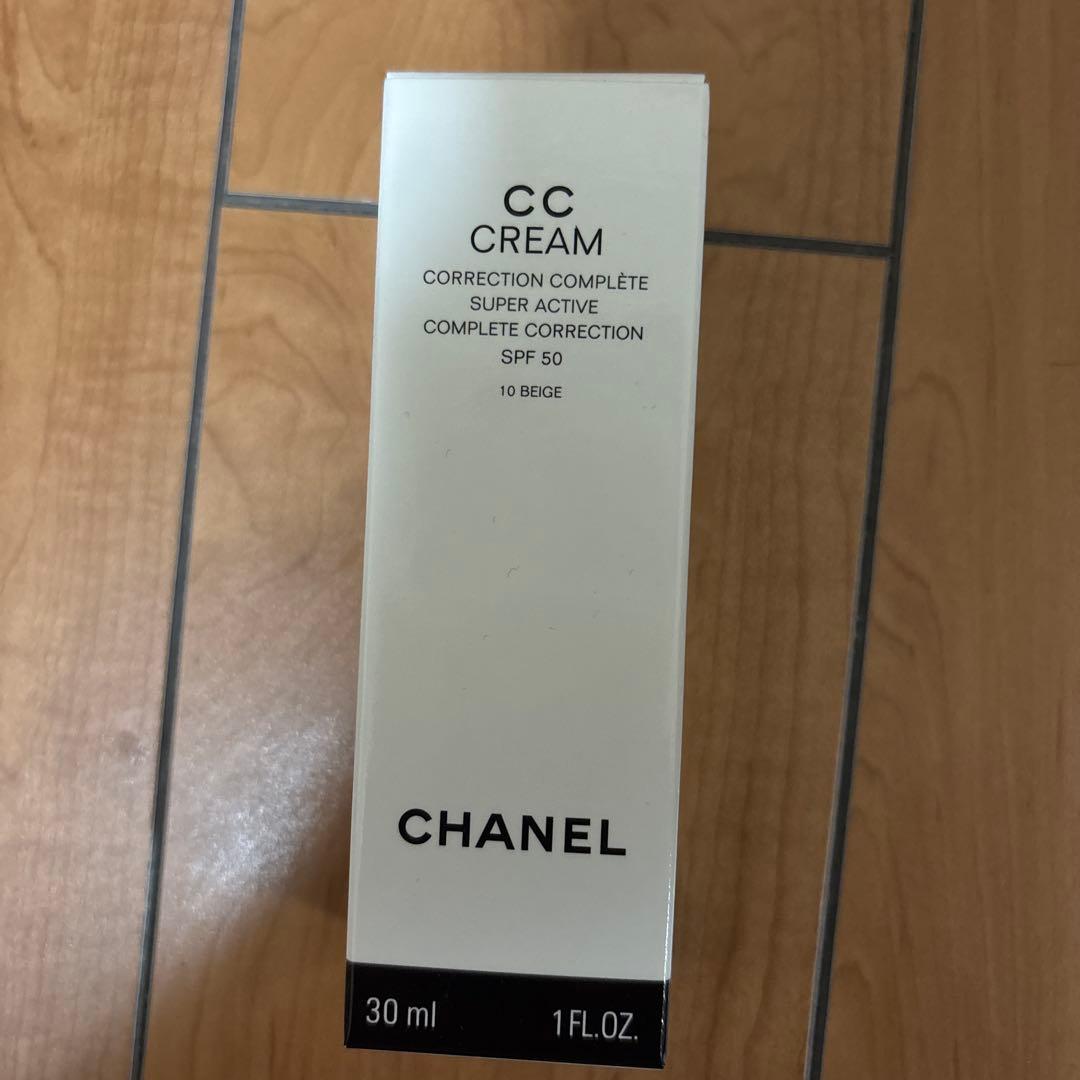 CC
CREAM
CORRECTION COMPLÈTE
SUPER ACTIVE
COMPLETE CORRECTION
SPF 50
10 BEIGE
CHANEL
30 ml 1 FL.OZ.